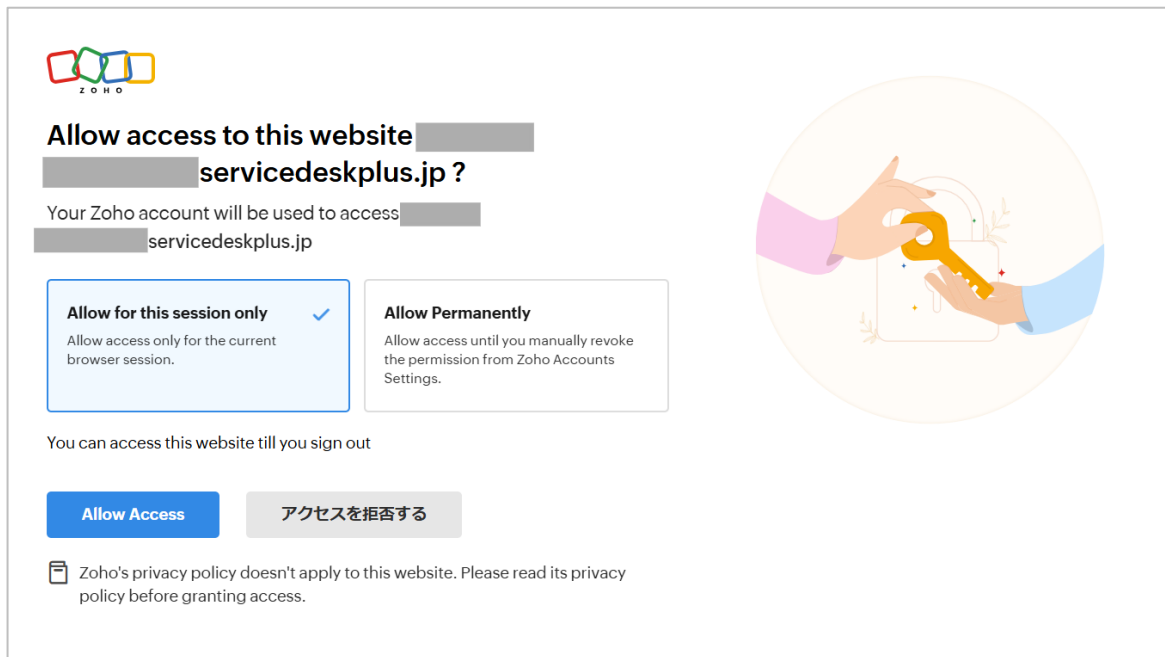 ZOHO
Allow access to this website
servicedeskplus.jp ?
Your Zoho account will be used to access
servicedeskplus.jp
Allow for this session only
Allow access only for the current
browser session.
Allow Permanently
Allow access until you manually revoke
the permission from Zoho Accounts
Settings.
You can access this website till you sign out
Allow Access
アクセスを拒否する
Zoho's privacy policy doesn't apply to this website. Please read its privacy
policy before granting access.